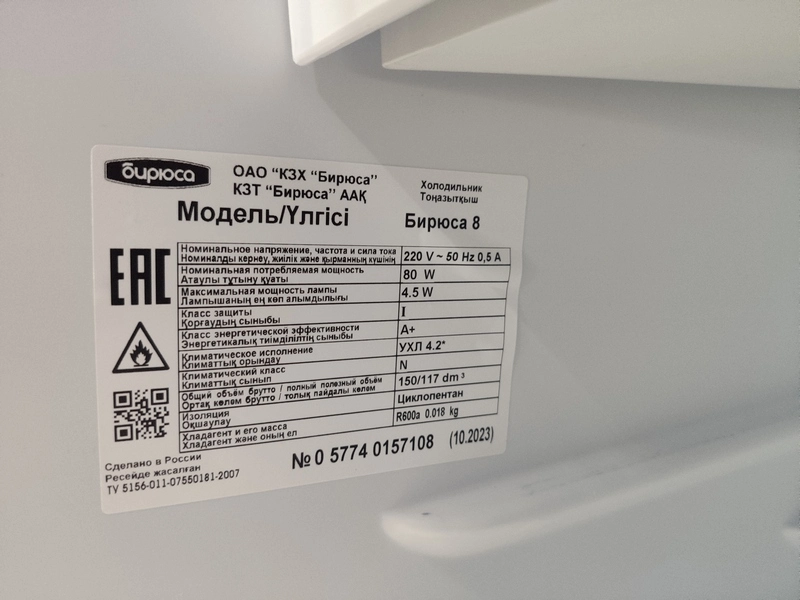 бирюса
ОАО “КЗХ “Бирюса”
КЗТ “Бирюса” ААҚ
Холодильник
Тоңазытқыш
Модель/Үлгісі
Бирюса 8
EAC
Номинальное напряжение, частота и сила тока
Номиналды кернеу, жиілік және қырманның күшінің
220 V ~ 50 Hz 0,5 A
Номинальная потребляемая мощность
Атаулы тұтыну қуаты
80 W
Максимальная мощность лампы
Лампышаның ең көп алымдылығы
4.5 W
Класс защиты
Қорғаудың сыныбы
I
Класс энергетической эффективности
Энергетикалық тиімділіктің сыныбы
A+
Климатическое исполнение
Климаттық орындау
УХЛ 4.2*
Климатический класс
Климаттық сынып
N
Общий объём брутто / полный полезный объём
Ортақ көлем брутто / толық пайдалы көлем
150/117 dm³
Изоляция
Оқшаулау
Циклопентан
Хладагент и его масса
Хладагент және оның ел
R600a 0.018 kg
Сделано в России
Ресейде жасалған
ТУ 5156-011-07550181-2007
№ 0 5774 0157108 (10.2023)